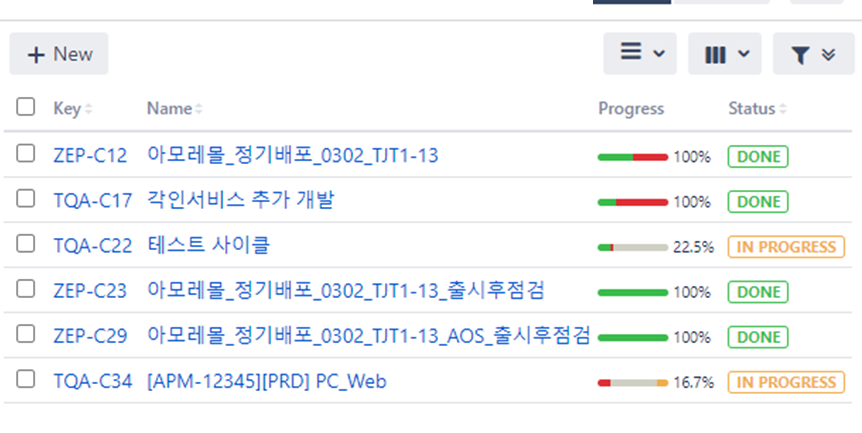 + New
Key Name Progress Status
ZEP-C12 아모레몰_정기배포_0302_TJT1-13 100% DONE
TQA-C17 각인서비스 추가 개발 100% DONE
TQA-C22 테스트 사이클 22.5% IN PROGRESS
ZEP-C23 아모레몰_정기배포_0302_TJT1-13_출시후점검 100% DONE
ZEP-C29 아모레몰_정기배포_0302_TJT1-13_AOS_출시후점검 100% DONE
TQA-C34 [APM-12345][PRD] PC_Web 16.7% IN PROGRESS